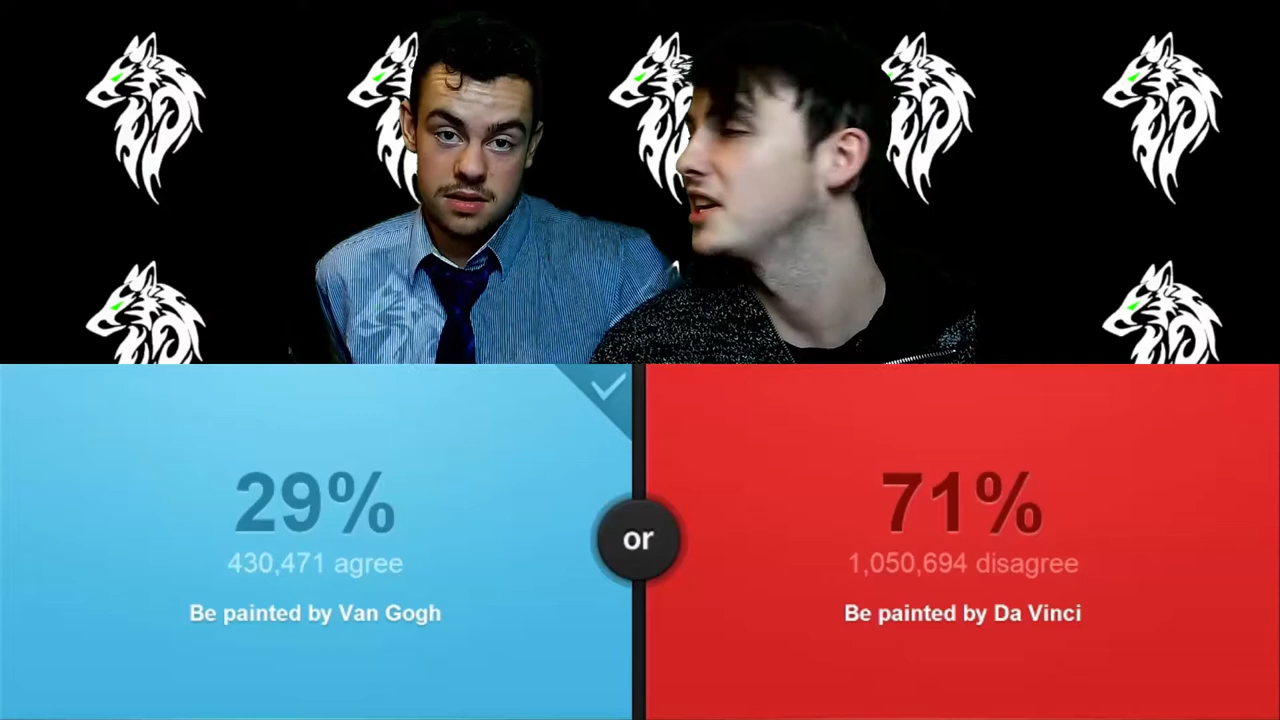 29%
430,471 agree
Be painted by Van Gogh
or
71%
1,050,694 disagree
Be painted by Da Vinci